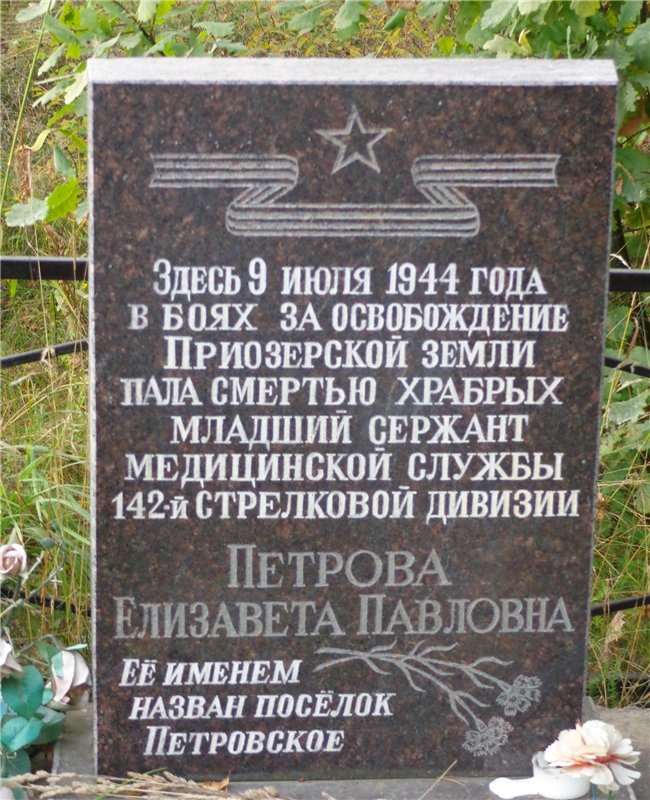 Здесь 9 июля 1944 года
в боях за освобождение
Приозерской земли
пала смертью храбрых
младший сержант
медицинской службы
142-й стрелковой дивизии
Петрова
Елизавета Павловна
Её именем
назван посёлок
Петровское